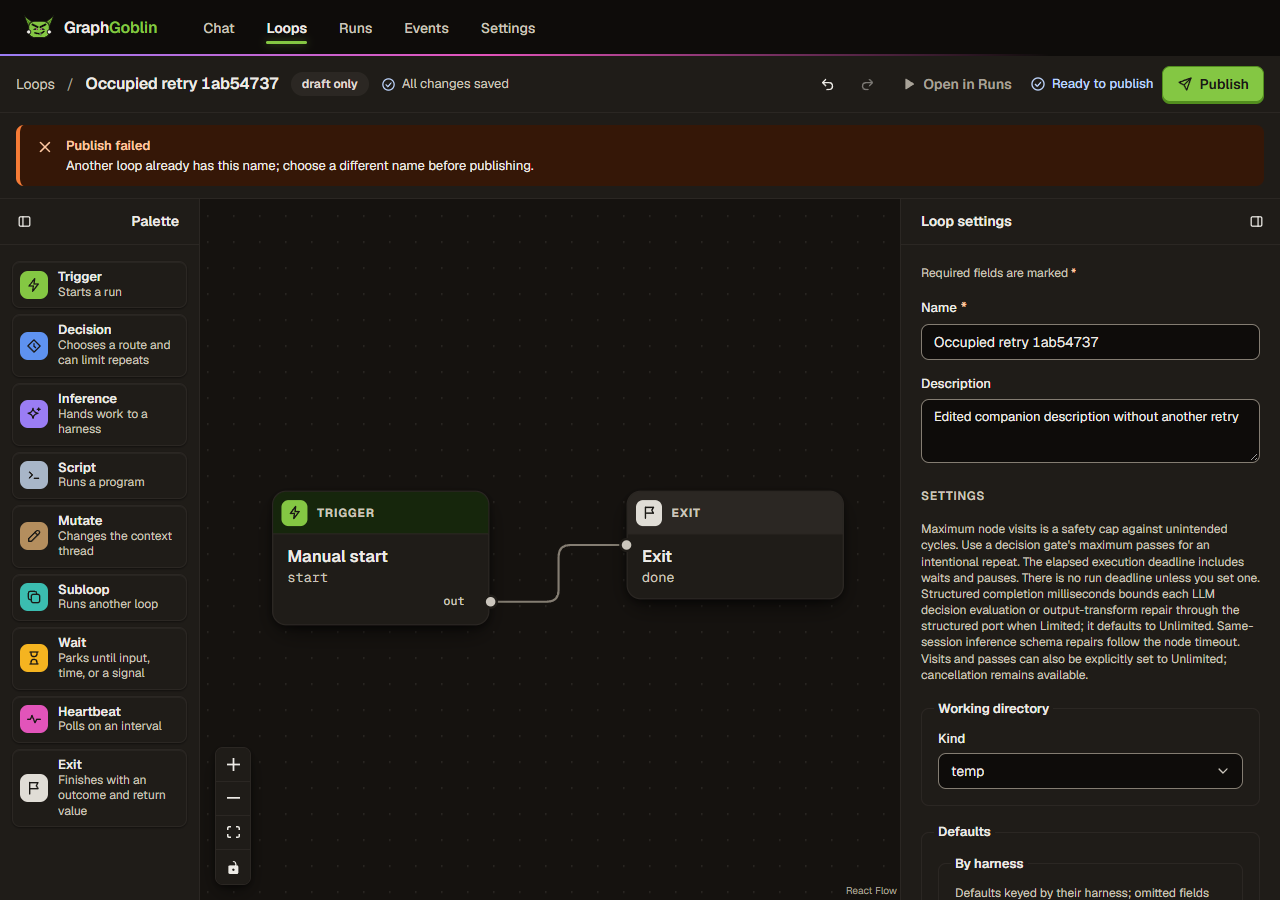 GraphGoblin
Chat
Loops
Runs
Events
Settings
Loops / Occupied retry 1ab54737
draft only
All changes saved
Open in Runs
Ready to publish
Publish
Publish failed
Another loop already has this name; choose a different name before publishing.
Palette
Trigger
Starts a run
Decision
Chooses a route and
can limit repeats
Inference
Hands work to a
harness
Script
Runs a program
Mutate
Changes the context
thread
Subloop
Runs another loop
Wait
Parks until input,
time, or a signal
Heartbeat
Polls on an interval
Exit
Finishes with an
outcome and return
value
TRIGGER
Manual start
start
out
EXIT
Exit
done
React Flow
Loop settings
Required fields are marked *
Name *
Occupied retry 1ab54737
Description
Edited companion description without another retry
SETTINGS
Maximum node visits is a safety cap against unintended
cycles. Use a decision gate's maximum passes for an
intentional repeat. The elapsed execution deadline includes
waits and pauses. There is no run deadline unless you set one.
Structured completion milliseconds bounds each LLM
decision evaluation or output-transform repair through the
structured port when Limited; it defaults to Unlimited. Same-
session inference schema repairs follow the node timeout.
Visits and passes can also be explicitly set to Unlimited;
cancellation remains available.
Working directory
Kind
temp
Defaults
By harness
Defaults keyed by their harness; omitted fields